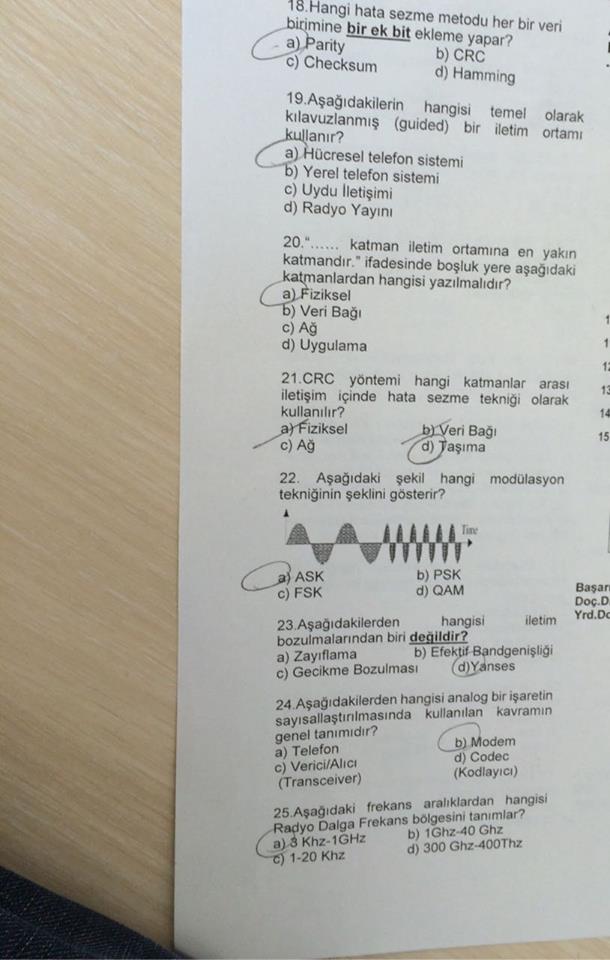 18.Hangi hata sezme metodu her bir veri
birimine bir ek bit ekleme yapar?
a) Parity
b) CRC
c) Checksum
d) Hamming
19.Aşağıdakilerin hangisi temel olarak
kılavuzlanmış (guided) bir iletim ortamı
kullanır?
a) Hücresel telefon sistemi
b) Yerel telefon sistemi
c) Uydu İletişimi
d) Radyo Yayını
20.“...... katman iletim ortamına en yakın
katmandır.” ifadesinde boşluk yere aşağıdaki
katmanlardan hangisi yazılmalıdır?
a) Fiziksel
b) Veri Bağı
c) Ağ
d) Uygulama
21.CRC yöntemi hangi katmanlar arası
iletişim içinde hata sezme tekniği olarak
kullanılır?
a) Fiziksel
b) Veri Bağı
c) Ağ
d) Taşıma
22. Aşağıdaki şekil hangi modülasyon
tekniğinin şeklini gösterir?
Time
a) ASK
b) PSK
c) FSK
d) QAM
23.Aşağıdakilerden hangisi iletim
bozulmalarından biri değildir?
a) Zayıflama
b) Efektif Bandgenişliği
c) Gecikme Bozulması
d)Yanses
24.Aşağıdakilerden hangisi analog bir işaretin
sayısallaştırılmasında kullanılan kavramın
genel tanımıdır?
a) Telefon
b) Modem
c) Verici/Alıcı
d) Codec
(Transceiver)
(Kodlayıcı)
25.Aşağıdaki frekans aralıklardan hangisi
Radyo Dalga Frekans bölgesini tanımlar?
a) 3 Khz-1GHz
b) 1Ghz-40 Ghz
c) 1-20 Khz
d) 300 Ghz-400Thz
13
14
15
Başarı
Doç.D
Yrd.Do